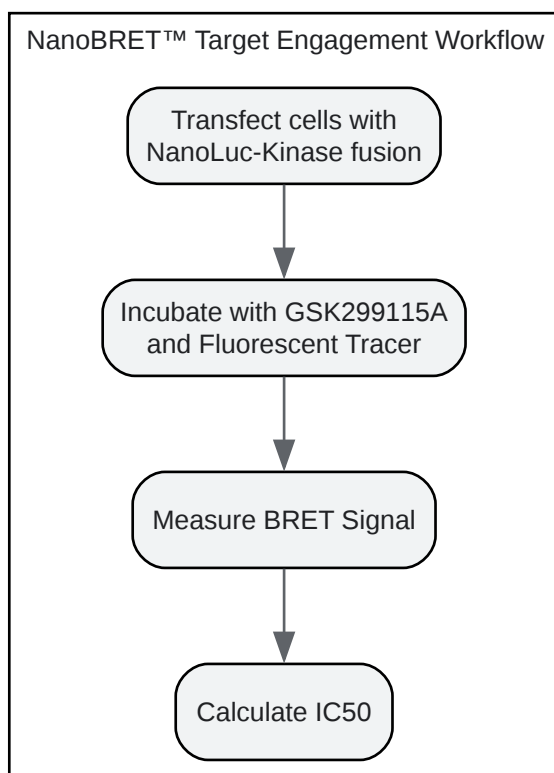 NanoBRET™ Target Engagement Workflow
Transfect cells with
NanoLuc-Kinase fusion
Incubate with GSK299115A
and Fluorescent Tracer
Measure BRET Signal
Calculate IC50